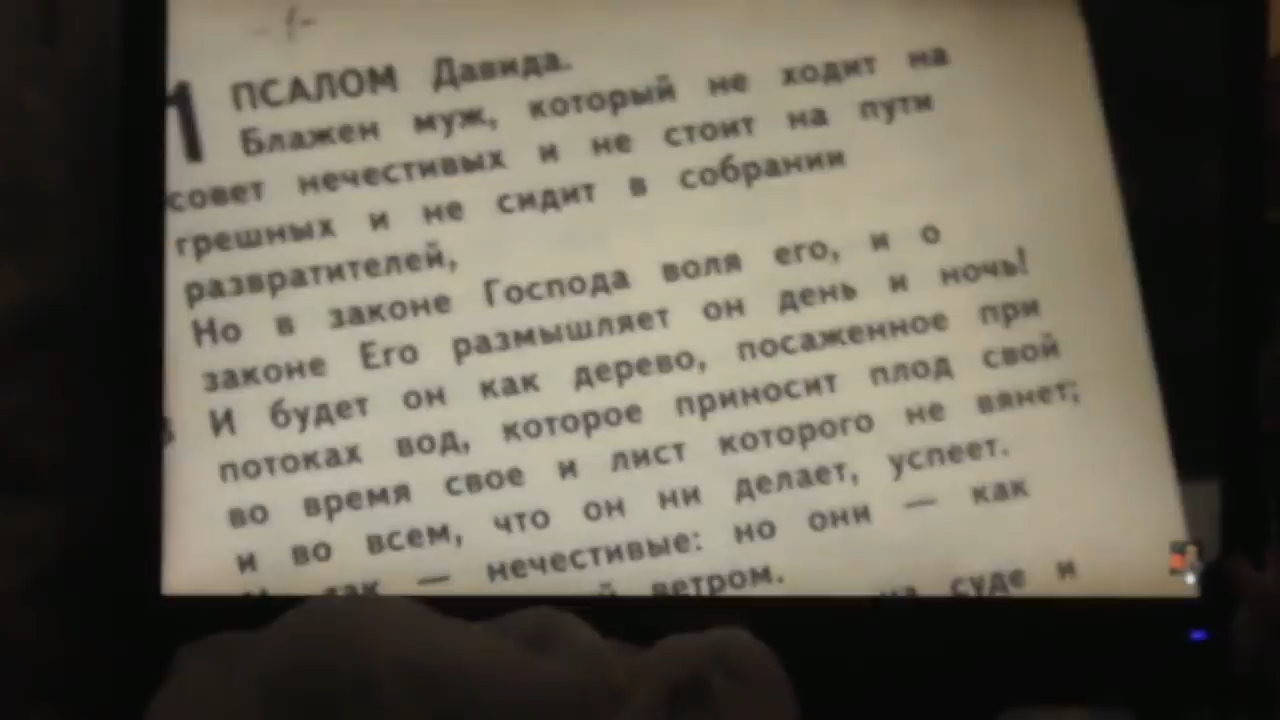 1 ПСАЛОМ Давида.
Блажен муж, который не ходит на
совет нечестивых и не стоит на пути
грешных и не сидит в собрании
развратителей,
Но в законе Господа воля его, и о
законе Его размышляет он день и ночь!
И будет он как дерево, посаженное при
потоках вод, которое приносит плод свой
во время свое и лист которого не вянет;
и во всем, что он ни делает, успеет.
так — нечестивые: но они — как
ветром.
на суде и